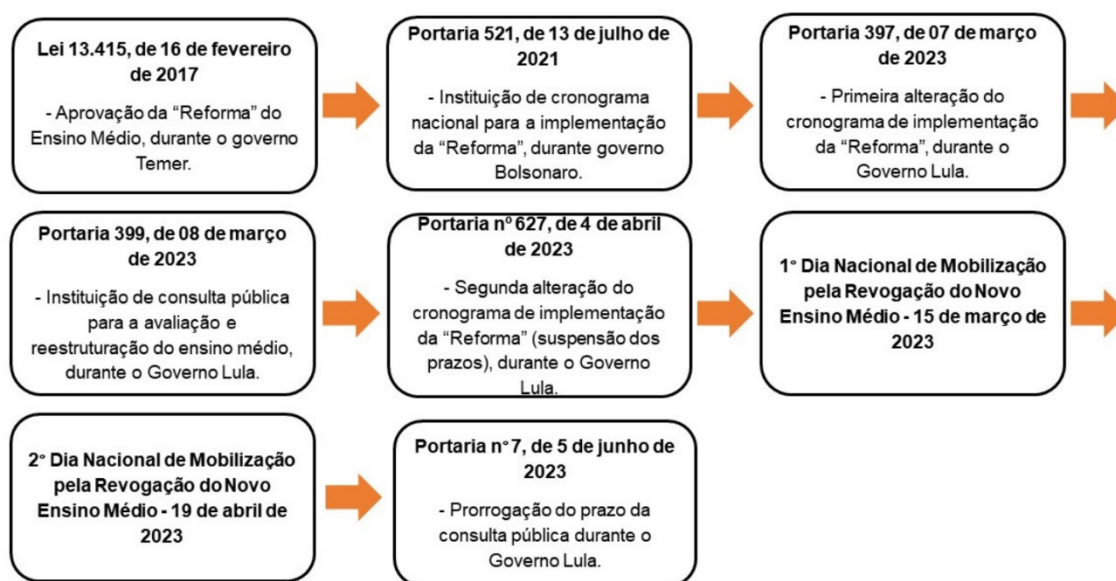 Lei 13.415, de 16 de fevereiro
de 2017
- Aprovação da “Reforma” do
Ensino Médio, durante o governo
Temer.
Portaria 521, de 13 de julho de
2021
- Instituição de cronograma
nacional para a implementação
da “Reforma”, durante governo
Bolsonaro.
Portaria 397, de 07 de março
de 2023
- Primeira alteração do
cronograma de implementação
da “Reforma”, durante o
Governo Lula.
Portaria 399, de 08 de março
de 2023
- Instituição de consulta pública
para a avaliação e
reestruturação do ensino médio,
durante o Governo Lula.
Portaria nº 627, de 4 de abril
de 2023
- Segunda alteração do
cronograma de implementação
da “Reforma” (suspensão dos
prazos), durante o Governo
Lula.
1° Dia Nacional de Mobilização
pela Revogação do Novo
Ensino Médio - 15 de março de
2023
2° Dia Nacional de Mobilização
pela Revogação do Novo
Ensino Médio - 19 de abril de
2023
Portaria n° 7, de 5 de junho de
2023
- Prorrogação do prazo da
consulta pública durante o
Governo Lula.